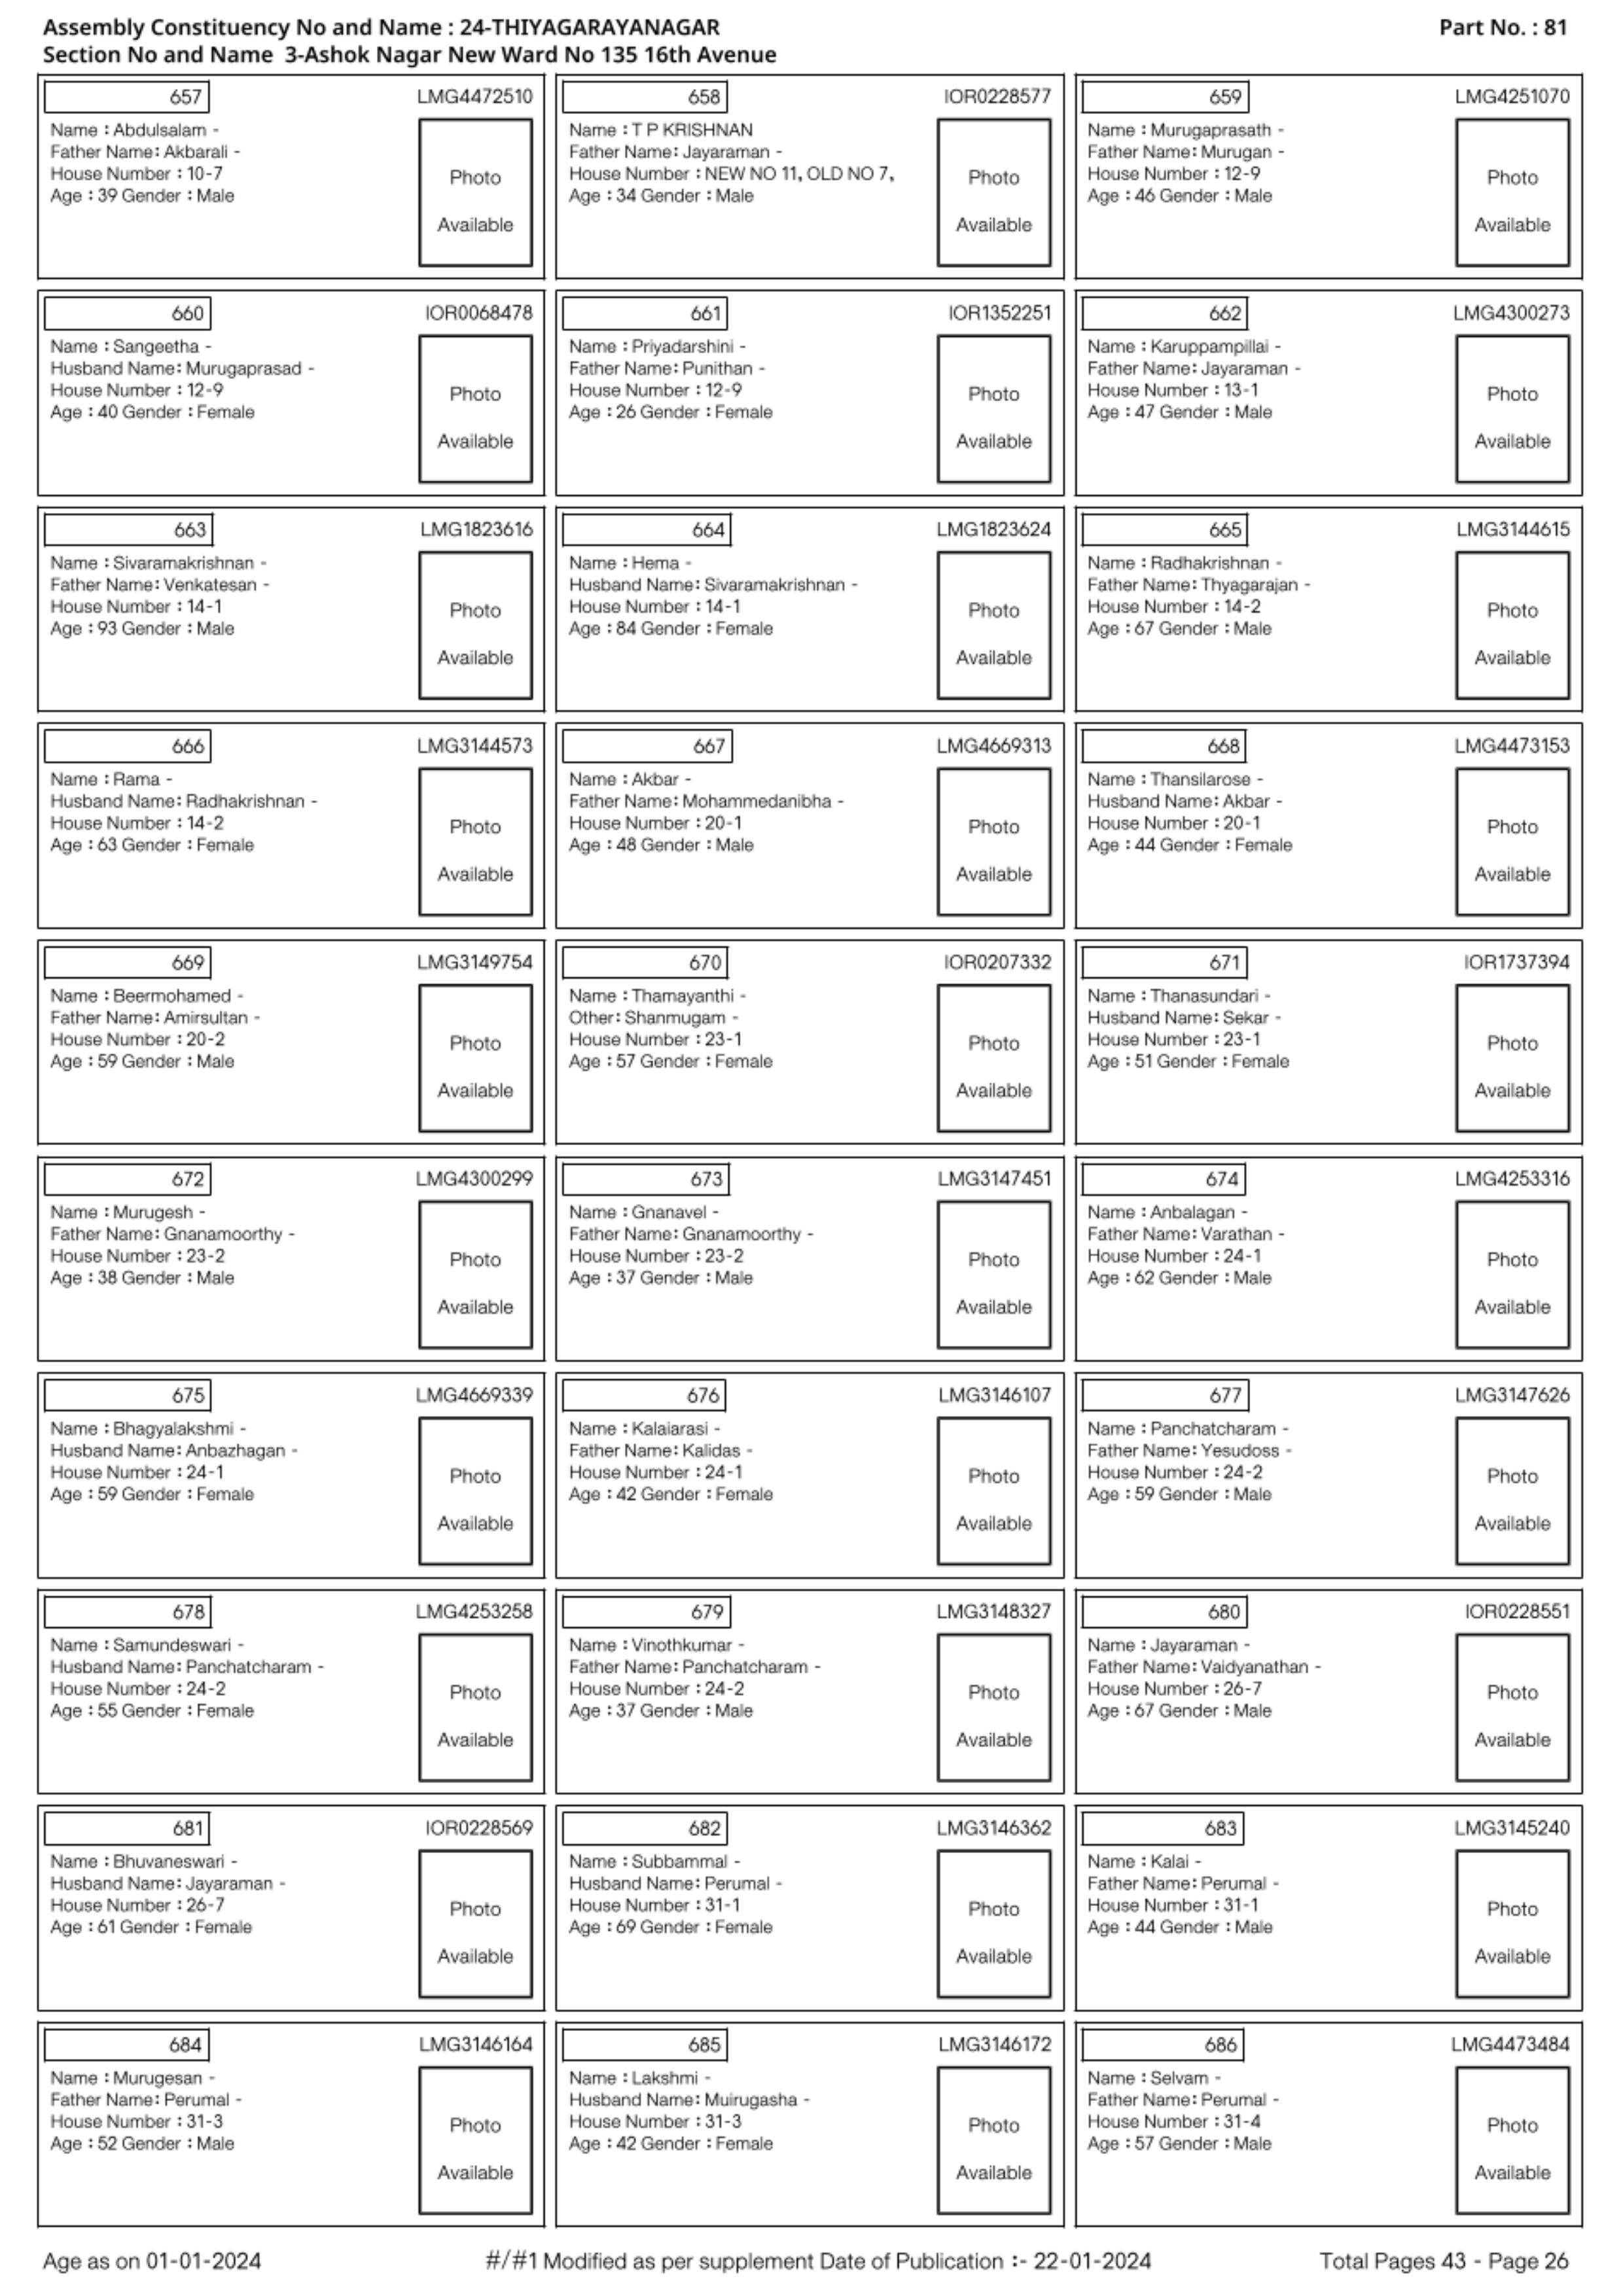 Assembly Constituency No and Name : 24-THIYAGARAYANAGAR
Part No. : 81
Section No and Name 3-Ashok Nagar New Ward No 135 16th Avenue
657
LMG4472510
Name : Abdulsalam -
Father Name: Akbarali -
House Number : 10-7
Age : 39 Gender : Male
Photo
Available
658
IOR0228577
Name : T P KRISHNAN
Father Name: Jayaraman -
House Number : NEW NO 11, OLD NO 7,
Age : 34 Gender : Male
Photo
Available
659
LMG4251070
Name : Murugaprasath -
Father Name: Murugan -
House Number : 12-9
Age : 46 Gender : Male
Photo
Available
660
IOR0068478
Name : Sangeetha -
Husband Name: Murugaprasad -
House Number : 12-9
Age : 40 Gender : Female
Photo
Available
661
IOR1352251
Name : Priyadarshini -
Father Name: Punithan -
House Number : 12-9
Age : 26 Gender : Female
Photo
Available
662
LMG4300273
Name : Karuppampillai -
Father Name: Jayaraman -
House Number : 13-1
Age : 47 Gender : Male
Photo
Available
663
LMG1823616
Name : Sivaramakrishnan -
Father Name: Venkatesan -
House Number : 14-1
Age : 93 Gender : Male
Photo
Available
664
LMG1823624
Name : Hema -
Husband Name: Sivaramakrishnan -
House Number : 14-1
Age : 84 Gender : Female
Photo
Available
665
LMG3144615
Name : Radhakrishnan -
Father Name: Thyagarajan -
House Number : 14-2
Age : 67 Gender : Male
Photo
Available
666
LMG3144573
Name : Rama -
Husband Name: Radhakrishnan -
House Number : 14-2
Age : 63 Gender : Female
Photo
Available
667
LMG4669313
Name : Akbar -
Father Name: Mohammedanibha -
House Number : 20-1
Age : 48 Gender : Male
Photo
Available
668
LMG4473153
Name : Thansilarose -
Husband Name: Akbar -
House Number : 20-1
Age : 44 Gender : Female
Photo
Available
669
LMG3149754
Name : Beermohamed -
Father Name: Amirsultan -
House Number : 20-2
Age : 59 Gender : Male
Photo
Available
670
IOR0207332
Name : Thamayanthi -
Other: Shanmugam -
House Number : 23-1
Age : 57 Gender : Female
Photo
Available
671
IOR1737394
Name : Thanasundari -
Husband Name: Sekar -
House Number : 23-1
Age : 51 Gender : Female
Photo
Available
672
LMG4300299
Name : Murugesh -
Father Name: Gnanamoorthy -
House Number : 23-2
Age : 38 Gender : Male
Photo
Available
673
LMG3147451
Name : Gnanavel -
Father Name: Gnanamoorthy -
House Number : 23-2
Age : 37 Gender : Male
Photo
Available
674
LMG4253316
Name : Anbalagan -
Father Name: Varathan -
House Number : 24-1
Age : 62 Gender : Male
Photo
Available
675
LMG4669339
Name : Bhagyalakshmi -
Husband Name: Anbazhagan -
House Number : 24-1
Age : 59 Gender : Female
Photo
Available
676
LMG3146107
Name : Kalaiarasi -
Father Name: Kalidas -
House Number : 24-1
Age : 42 Gender : Female
Photo
Available
677
LMG3147626
Name : Panchatcharam -
Father Name: Yesudoss -
House Number : 24-2
Age : 59 Gender : Male
Photo
Available
678
LMG4253258
Name : Samundeswari -
Husband Name: Panchatcharam -
House Number : 24-2
Age : 55 Gender : Female
Photo
Available
679
LMG3148327
Name : Vinothkumar -
Father Name: Panchatcharam -
House Number : 24-2
Age : 37 Gender : Male
Photo
Available
680
IOR0228551
Name : Jayaraman -
Father Name: Vaidyanathan -
House Number : 26-7
Age : 67 Gender : Male
Photo
Available
681
IOR0228569
Name : Bhuvaneswari -
Husband Name: Jayaraman -
House Number : 26-7
Age : 61 Gender : Female
Photo
Available
682
LMG3146362
Name : Subbammal -
Husband Name: Perumal -
House Number : 31-1
Age : 69 Gender : Female
Photo
Available
683
LMG3145240
Name : Kalai -
Father Name: Perumal -
House Number : 31-1
Age : 44 Gender : Male
Photo
Available
684
LMG3146164
Name : Murugesan -
Father Name: Perumal -
House Number : 31-3
Age : 52 Gender : Male
Photo
Available
685
LMG3146172
Name : Lakshmi -
Husband Name: Muirugasha -
House Number : 31-3
Age : 42 Gender : Female
Photo
Available
686
LMG4473484
Name : Selvam -
Father Name: Perumal -
House Number : 31-4
Age : 57 Gender : Male
Photo
Available
Age as on 01-01-2024
#/#1 Modified as per supplement Date of Publication :- 22-01-2024
Total Pages 43 - Page 26